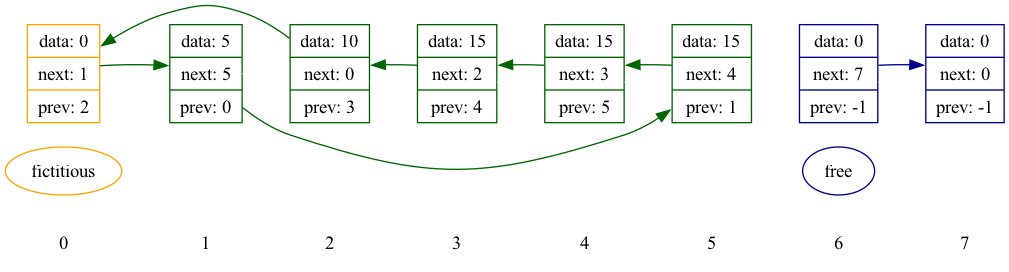 data: 0
next: 1
prev: 2
data: 5
next: 5
prev: 0
data: 10
next: 0
prev: 3
data: 15
next: 2
prev: 4
data: 15
next: 3
prev: 5
data: 15
next: 4
prev: 1
data: 0
next: 7
prev: -1
data: 0
next: 0
prev: -1
fictitious
free
0
1
2
3
4
5
6
7